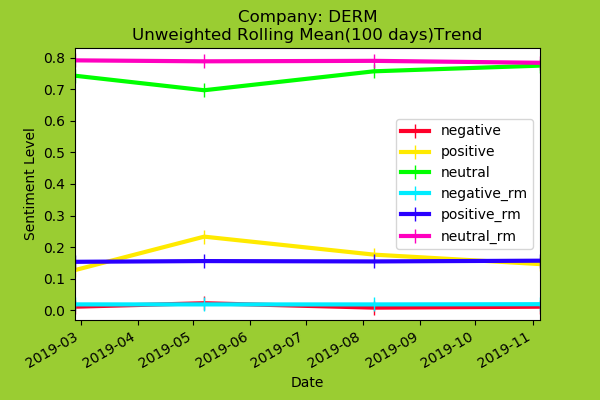 Company: DERM
Unweighted Rolling Mean(100 days)Trend
Sentiment Level
0.8
0.7
0.6
0.5
0.4
0.3
0.2
0.1
0.0
negative
positive
neutral
negative_rm
positive_rm
neutral_rm
2019-03
2019-04
2019-05
2019-06
2019-07
2019-08
2019-09
2019-10
2019-11
Date